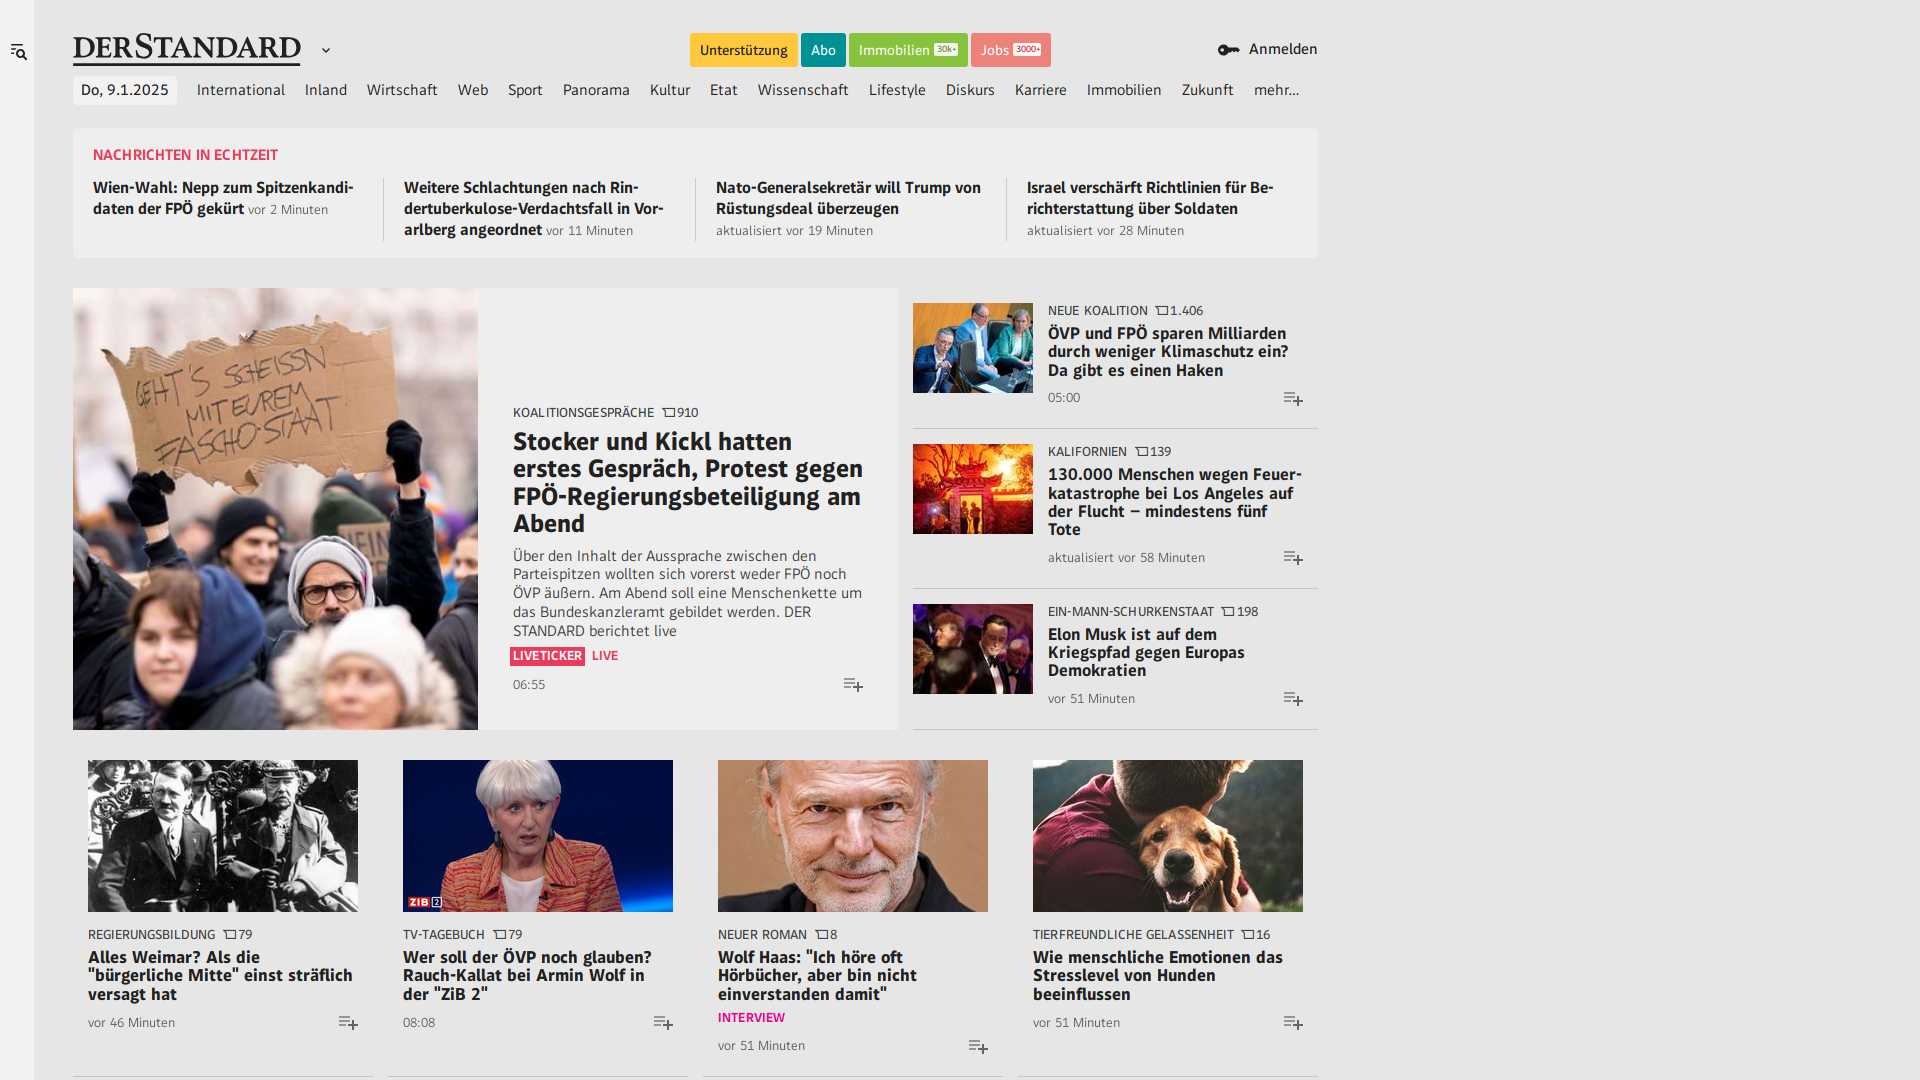 DERSTANDARD
Unterstützung
Abo
Immobilien 30k+
Jobs 3000+
Anmelden
Do, 9.1.2025
International
Inland
Wirtschaft
Web
Sport
Panorama
Kultur
Etat
Wissenschaft
Lifestyle
Diskurs
Karriere
Immobilien
Zukunft
mehr…
NACHRICHTEN IN ECHTZEIT
Wien-Wahl: Nepp zum Spitzenkandi-
daten der FPÖ gekürt vor 2 Minuten
Weitere Schlachtungen nach Rin-
dertuberkulose-Verdachtsfall in Vor-
arlberg angeordnet vor 11 Minuten
Nato-Generalsekretär will Trump von
Rüstungsdeal überzeugen
aktualisiert vor 19 Minuten
Israel verschärft Richtlinien für Be-
richterstattung über Soldaten
aktualisiert vor 28 Minuten
GEHT'S SCHEISSN
MIT EUREM
FASCHO-STAAT
KOALITIONSGESPRÄCHE 910
Stocker und Kickl hatten
erstes Gespräch, Protest gegen
FPÖ-Regierungsbeteiligung am
Abend
Über den Inhalt der Aussprache zwischen den
Parteispitzen wollten sich vorerst weder FPÖ noch
ÖVP äußern. Am Abend soll eine Menschenkette um
das Bundeskanzleramt gebildet werden. DER
STANDARD berichtet live
LIVETICKER LIVE
06:55
NEUE KOALITION 1.406
ÖVP und FPÖ sparen Milliarden
durch weniger Klimaschutz ein?
Da gibt es einen Haken
05:00
KALIFORNIEN 139
130.000 Menschen wegen Feuer-
katastrophe bei Los Angeles auf
der Flucht – mindestens fünf
Tote
aktualisiert vor 58 Minuten
EIN-MANN-SCHURKENSTAAT 198
Elon Musk ist auf dem
Kriegspfad gegen Europas
Demokratien
vor 51 Minuten
REGIERUNGSBILDUNG 79
Alles Weimar? Als die
"bürgerliche Mitte" einst sträflich
versagt hat
vor 46 Minuten
ZIB 2
TV-TAGEBUCH 79
Wer soll der ÖVP noch glauben?
Rauch-Kallat bei Armin Wolf in
der "ZiB 2"
08:08
NEUER ROMAN 8
Wolf Haas: "Ich höre oft
Hörbücher, aber bin nicht
einverstanden damit"
INTERVIEW
vor 51 Minuten
TIERFREUNDLICHE GELASSENHEIT 16
Wie menschliche Emotionen das
Stresslevel von Hunden
beeinflussen
vor 51 Minuten